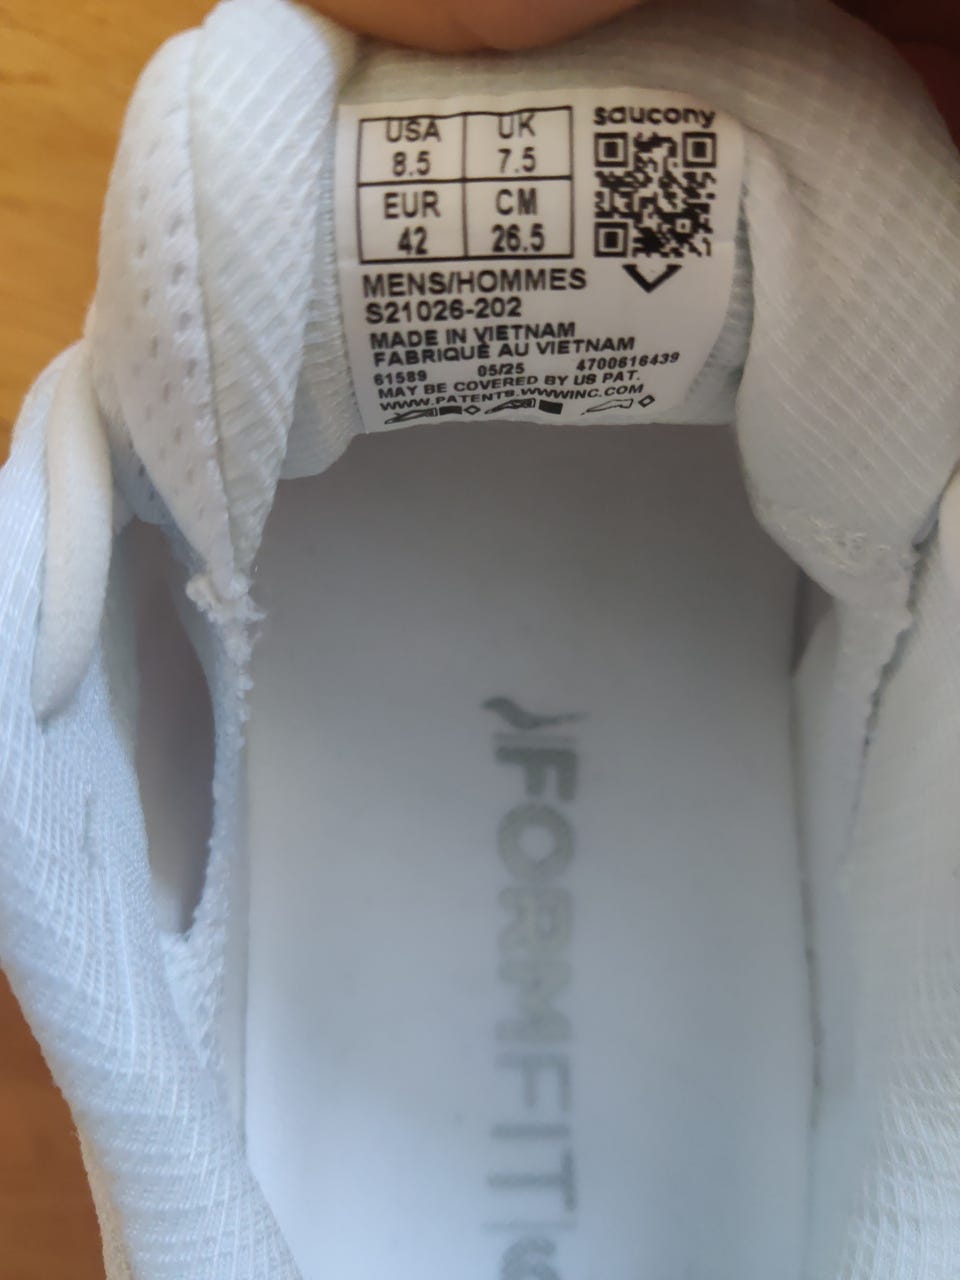 saucony
USA UK
8.5 7.5
EUR CM
42 26.5
MENS/HOMMES
S21026-202
MADE IN VIETNAM
FABRIQUÉ AU VIETNAM
61589 05/25 4700616439
MAY BE COVERED BY US PAT.
WWW.PATENTS.WWWINC.COM
FORMFIT